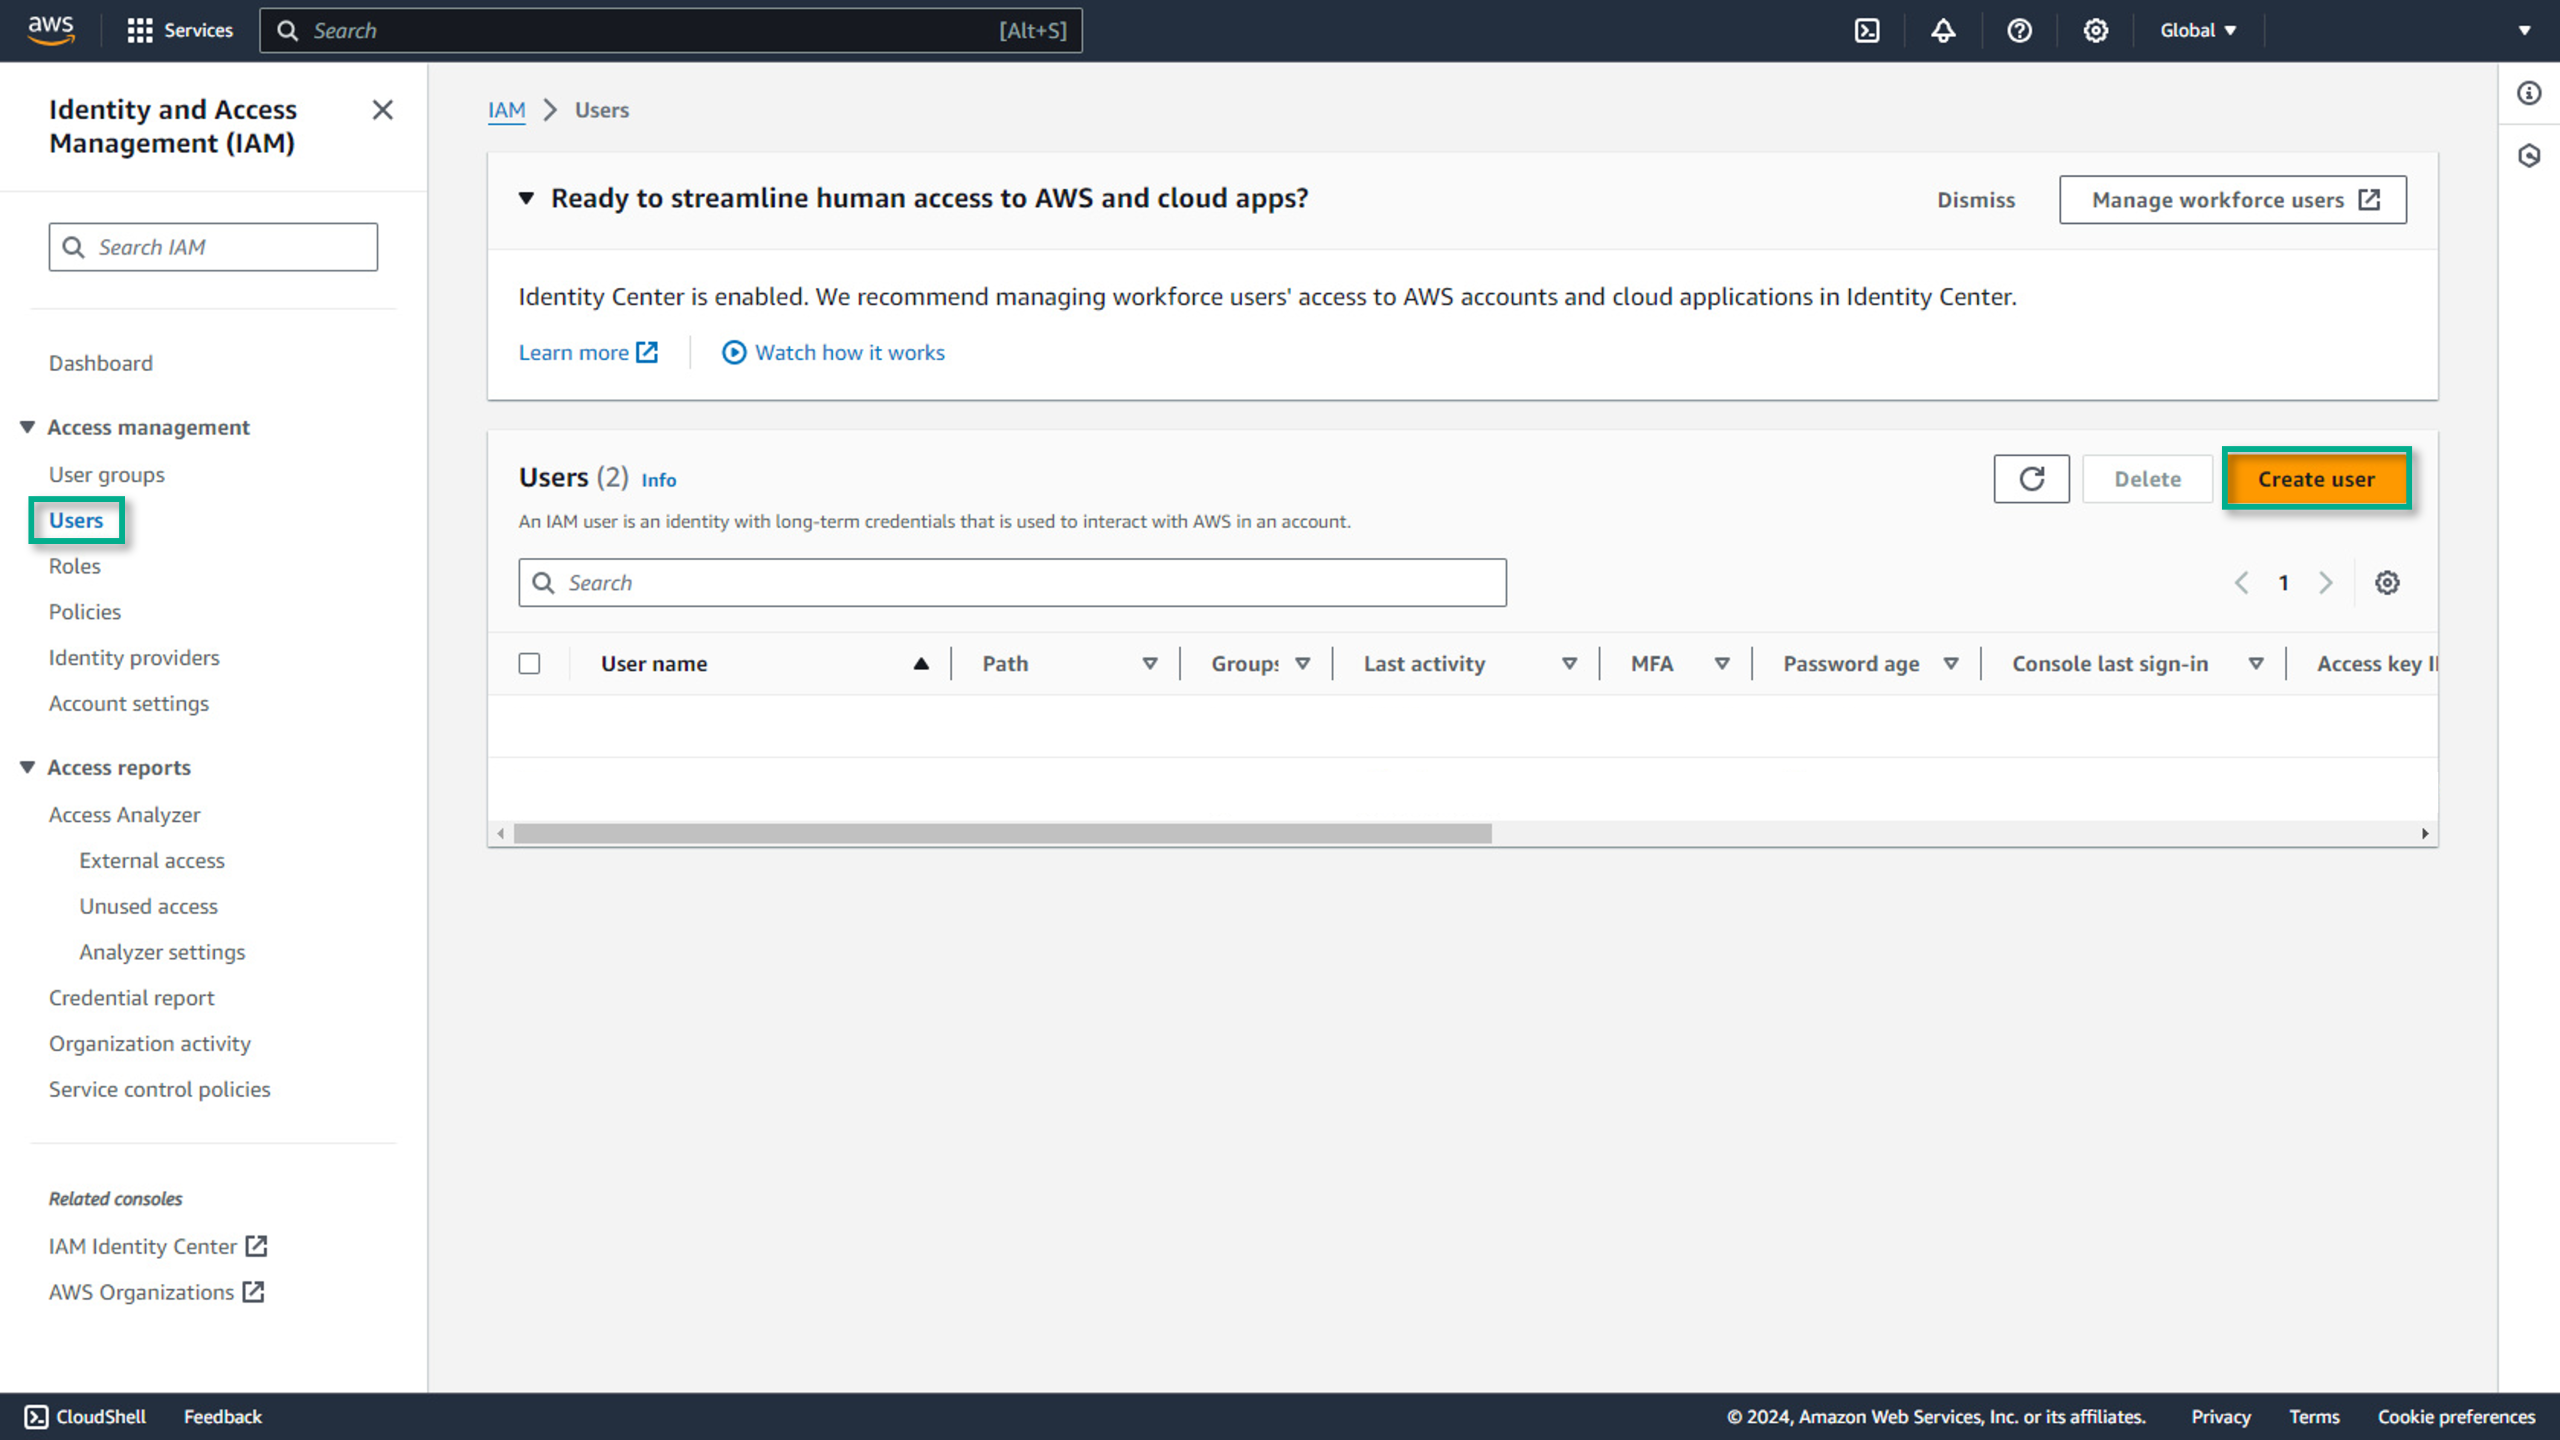 aws
Services
Search
[Alt+S]
Global
Identity and Access
Management (IAM)
Search IAM
Dashboard
Access management
User groups
Users
Roles
Policies
Identity providers
Account settings
Access reports
Access Analyzer
External access
Unused access
Analyzer settings
Credential report
Organization activity
Service control policies
Related consoles
IAM Identity Center
AWS Organizations
IAM > Users
Ready to streamline human access to AWS and cloud apps?
Dismiss
Manage workforce users
Identity Center is enabled. We recommend managing workforce users' access to AWS accounts and cloud applications in Identity Center.
Learn more
Watch how it works
Users (2) Info
Delete
Create user
An IAM user is an identity with long-term credentials that is used to interact with AWS in an account.
Search
1
User name
Path
Groups
Last activity
MFA
Password age
Console last sign-in
Access key I
CloudShell
Feedback
© 2024, Amazon Web Services, Inc. or its affiliates.
Privacy
Terms
Cookie preferences